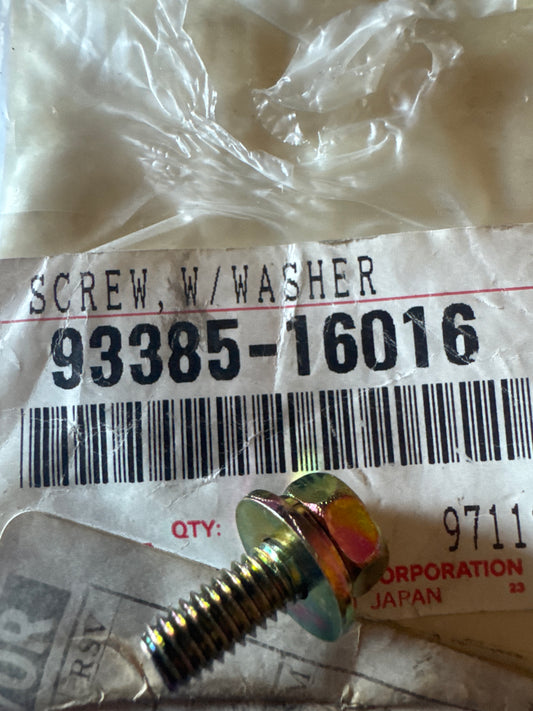 SCREW, W/WASHER
93385-16016
QTY:
9711
ORPORATION
JAPAN 23
OR
RSV
M